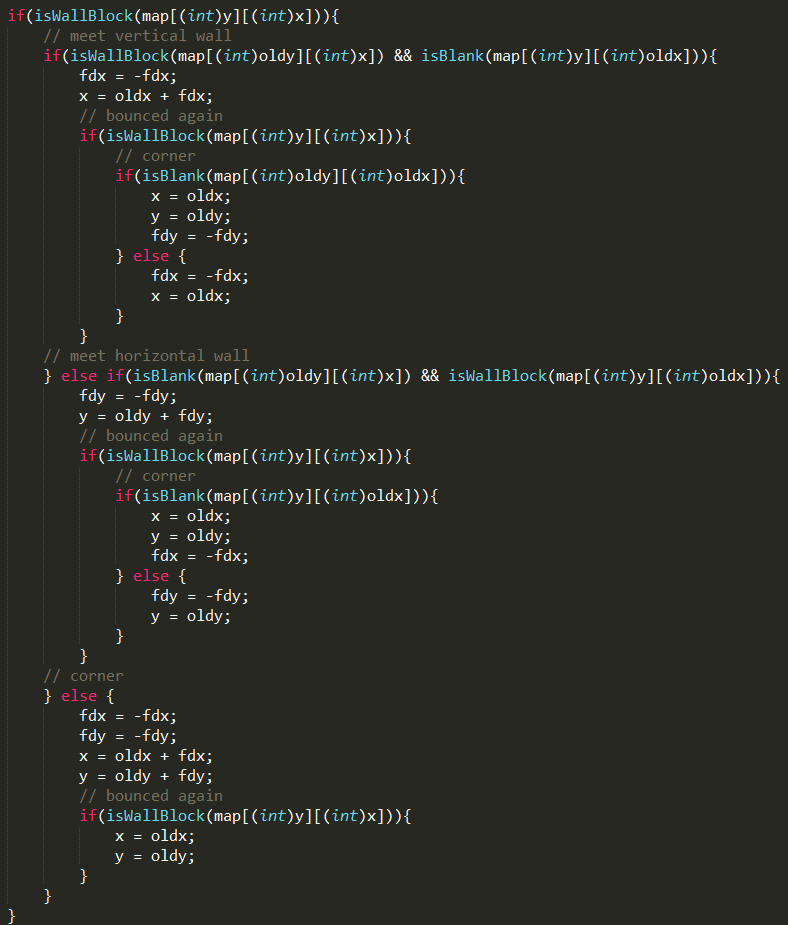 if(isWallBlock(map[(int)y][(int)x])){
    // meet vertical wall
    if(isWallBlock(map[(int)oldy][(int)x]) && isBlank(map[(int)y][(int)oldx])){
        fdx = -fdx;
        x = oldx + fdx;
        // bounced again
        if(isWallBlock(map[(int)y][(int)x])){
            // corner
            if(isBlank(map[(int)oldy][(int)oldx])){
                x = oldx;
                y = oldy;
                fdy = -fdy;
            } else {
                fdx = -fdx;
                x = oldx;
            }
        }
    // meet horizontal wall
    } else if(isBlank(map[(int)oldy][(int)x]) && isWallBlock(map[(int)y][(int)oldx])){
        fdy = -fdy;
        y = oldy + fdy;
        // bounced again
        if(isWallBlock(map[(int)y][(int)x])){
            // corner
            if(isBlank(map[(int)y][(int)oldx])){
                x = oldx;
                y = oldy;
                fdx = -fdx;
            } else {
                fdy = -fdy;
                y = oldy;
            }
        }
    // corner
    } else {
        fdx = -fdx;
        fdy = -fdy;
        x = oldx + fdx;
        y = oldy + fdy;
        // bounced again
        if(isWallBlock(map[(int)y][(int)x])){
            x = oldx;
            y = oldy;
        }
    }
}